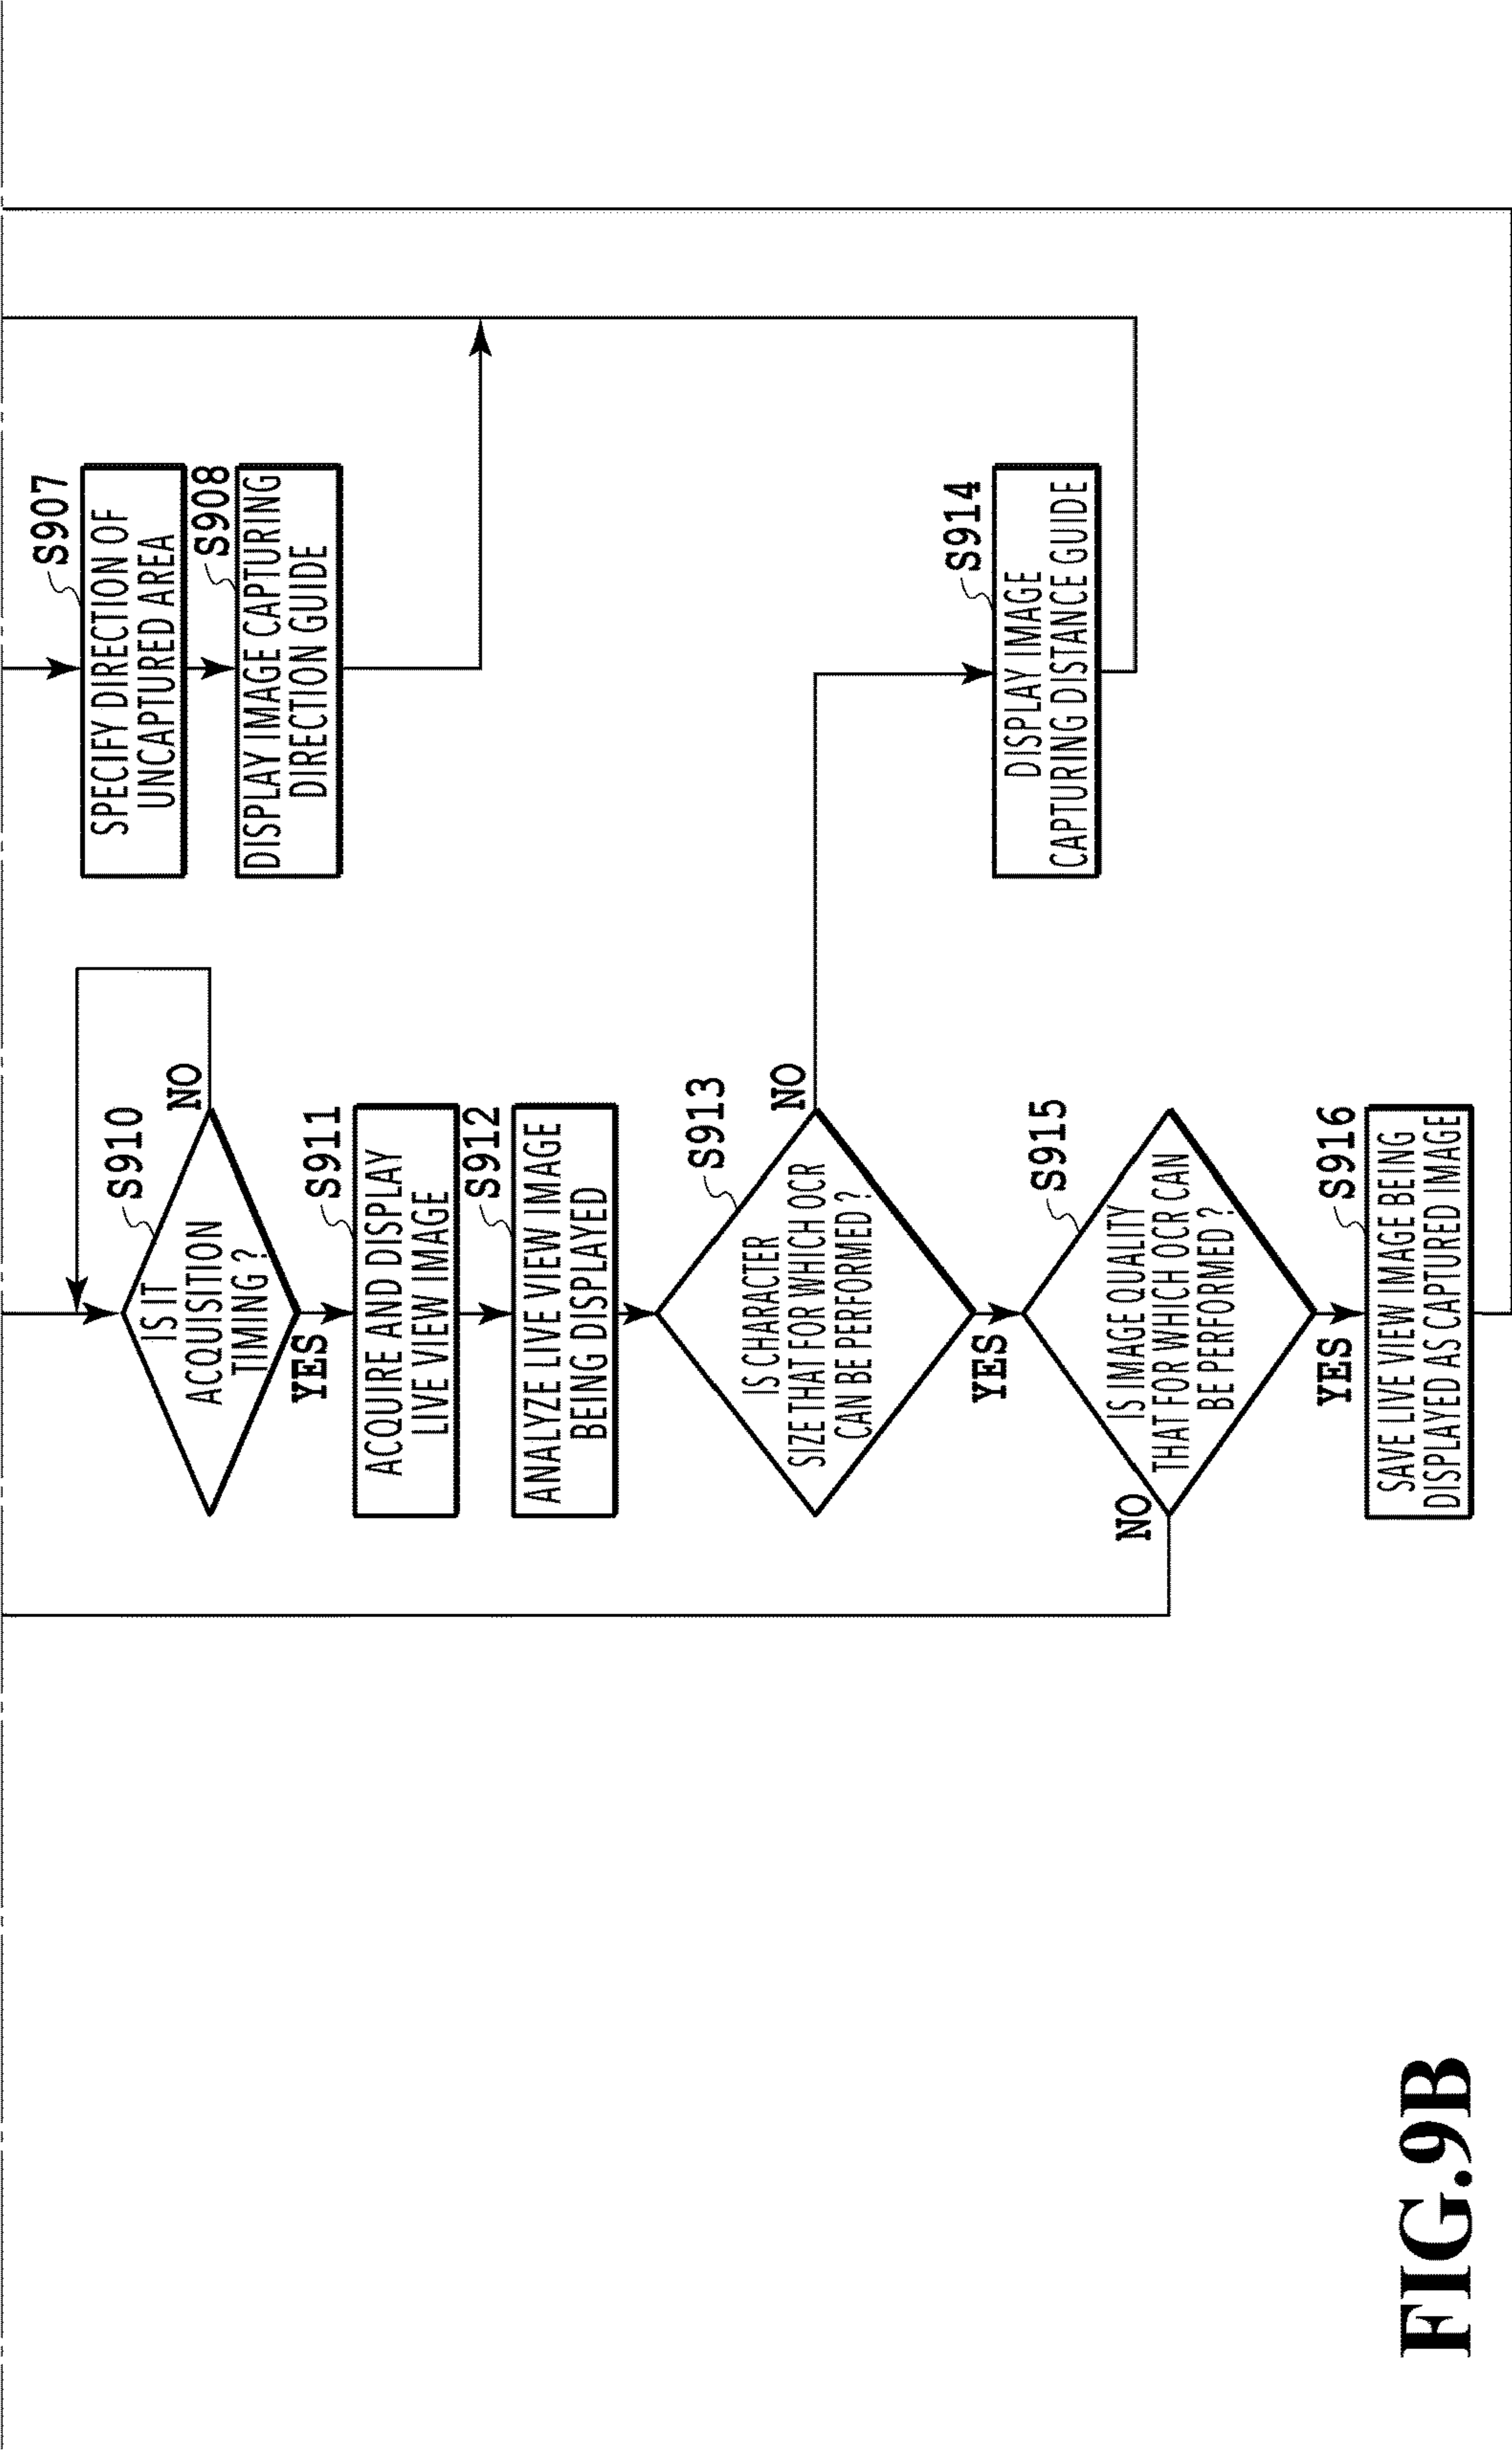 S907
SPECIFY DIRECTION OF
UNCAPTURED AREA
S908
DISPLAY IMAGE CAPTURING
DIRECTION GUIDE
S910
IS IT
ACQUISITION
TIMING ?
NO
YES
S911
ACQUIRE AND DISPLAY
LIVE VIEW IMAGE
S912
ANALYZE LIVE VIEW IMAGE
BEING DISPLAYED
S913
IS CHARACTER
SIZE THAT FOR WHICH OCR
CAN BE PERFORMED ?
NO
YES
S914
DISPLAY IMAGE
CAPTURING DISTANCE GUIDE
S915
IS IMAGE QUALITY
THAT FOR WHICH OCR CAN
BE PERFORMED ?
NO
YES
S916
SAVE LIVE VIEW IMAGE BEING
DISPLAYED AS CAPTURED IMAGE
FIG.9B